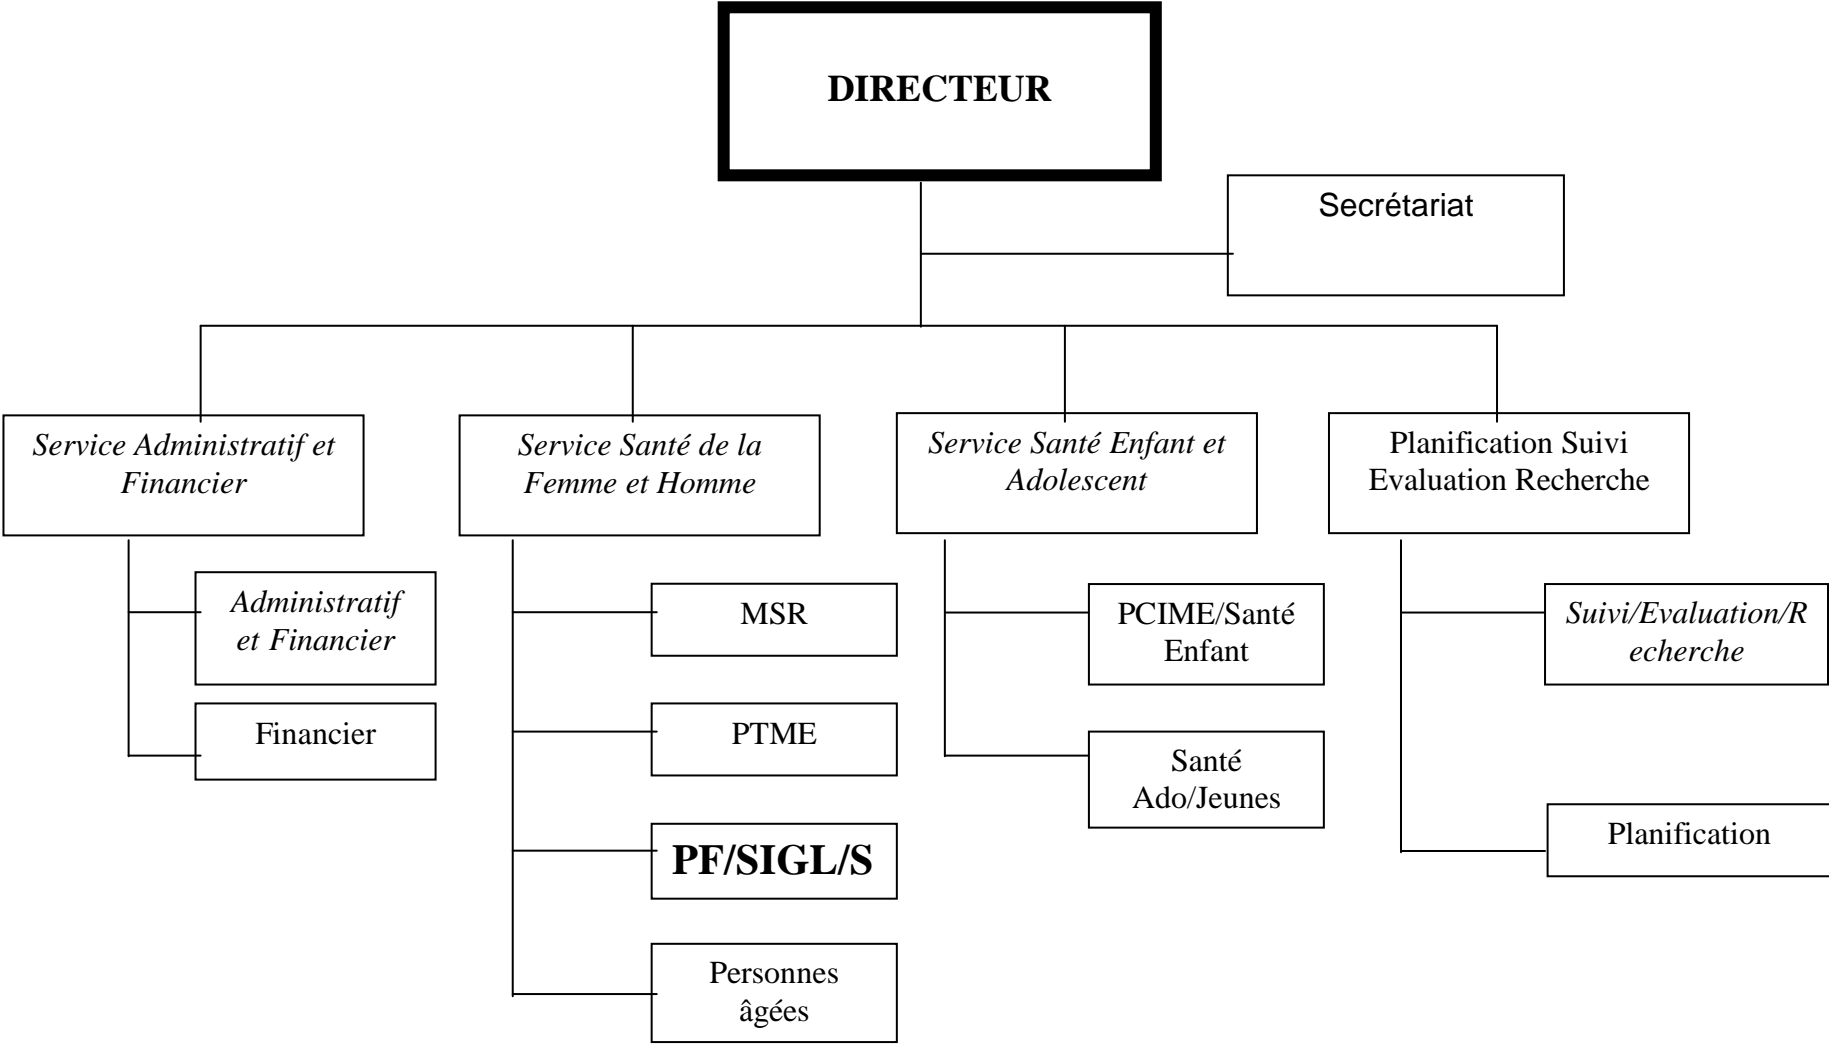 DIRECTEUR
Secrétariat
Service Administratif et
Financier
Service Santé de la
Femme et Homme
Service Santé Enfant et
Adolescent
Planification Suivi
Evaluation Recherche
Administratif
et Financier
Financier
MSR
PTME
PF/SIGL/S
Personnes
âgées
PCIME/Santé
Enfant
Santé
Ado/Jeunes
Suivi/Evaluation/R
echerche
Planification